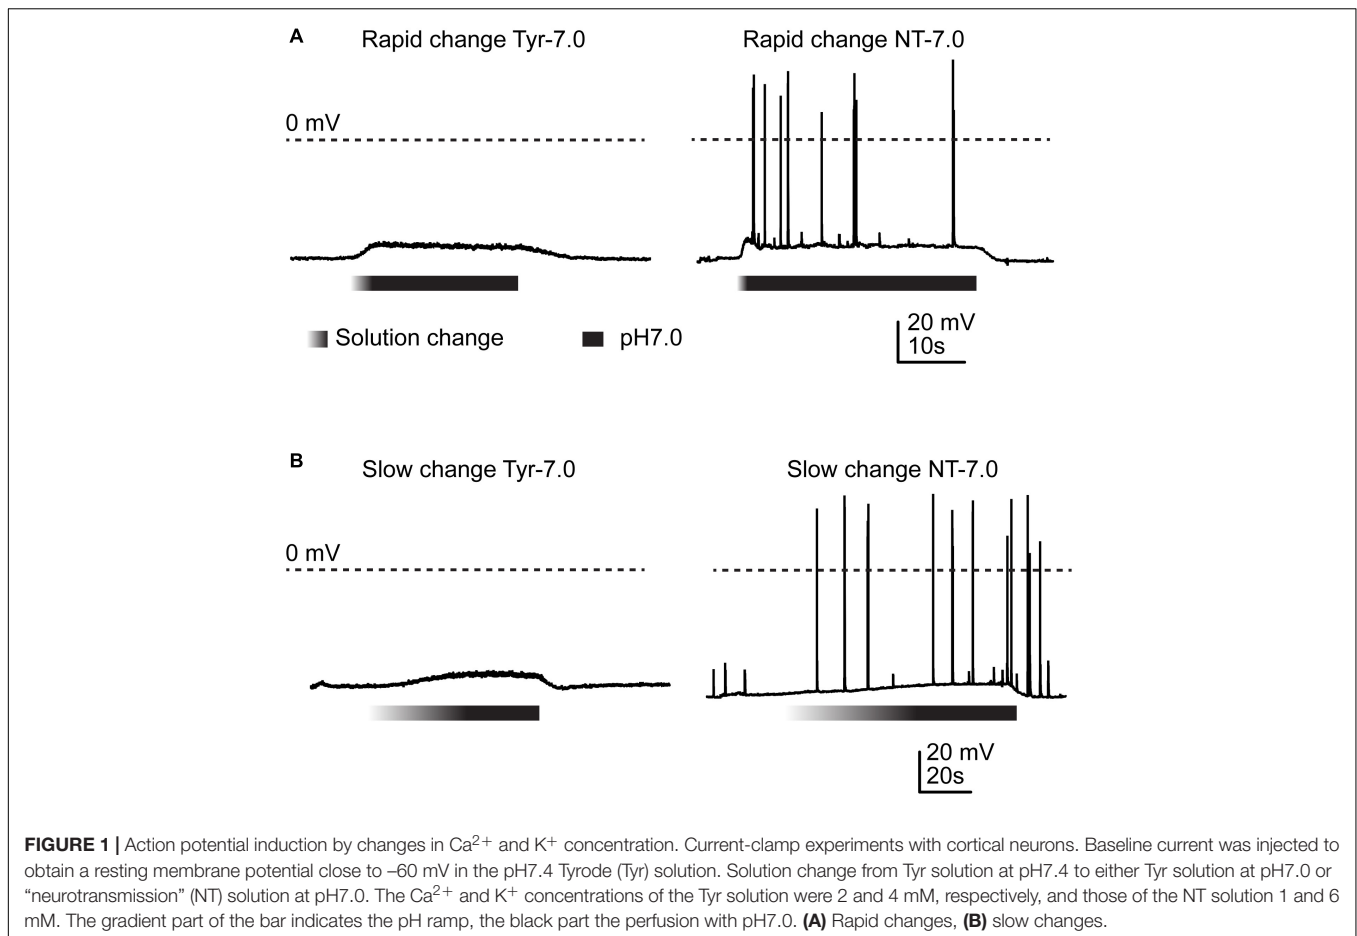 A
Rapid change Tyr-7.0
Rapid change NT-7.0
0 mV
Solution change
pH7.0
20 mV
10s
B
Slow change Tyr-7.0
Slow change NT-7.0
0 mV
20 mV
20s
FIGURE 1 | Action potential induction by changes in Ca2+ and K+ concentration. Current-clamp experiments with cortical neurons. Baseline current was injected to
obtain a resting membrane potential close to –60 mV in the pH7.4 Tyrode (Tyr) solution. Solution change from Tyr solution at pH7.4 to either Tyr solution at pH7.0 or
“neurotransmission” (NT) solution at pH7.0. The Ca2+ and K+ concentrations of the Tyr solution were 2 and 4 mM, respectively, and those of the NT solution 1 and 6
mM. The gradient part of the bar indicates the pH ramp, the black part the perfusion with pH7.0. (A) Rapid changes, (B) slow changes.